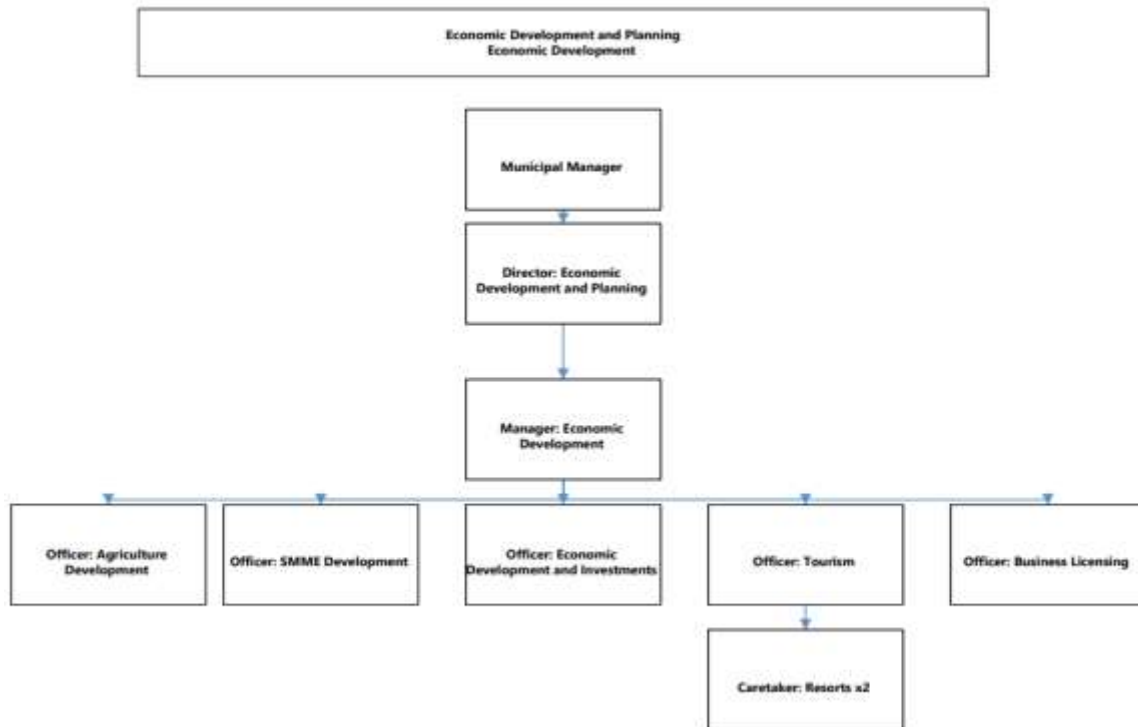 Economic Development and Planning
Economic Development
Municipal Manager
Director: Economic
Development and Planning
Manager: Economic
Development
Officer: Agriculture
Development
Officer: SMME Development
Officer: Economic
Development and Investments
Officer: Tourism
Officer: Business Licensing
Caretaker: Resorts x2